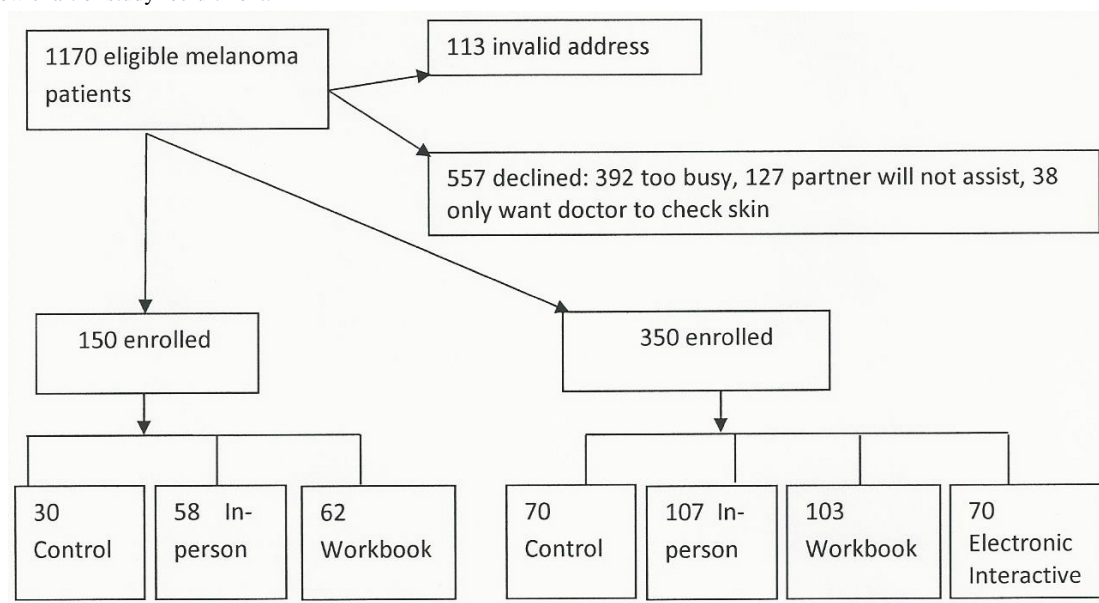 1170 eligible melanoma
patients
113 invalid address
557 declined: 392 too busy, 127 partner will not assist, 38
only want doctor to check skin
150 enrolled
350 enrolled
30
Control
58 In-
person
62
Workbook
70
Control
107 In-
person
103
Workbook
70
Electronic
Interactive